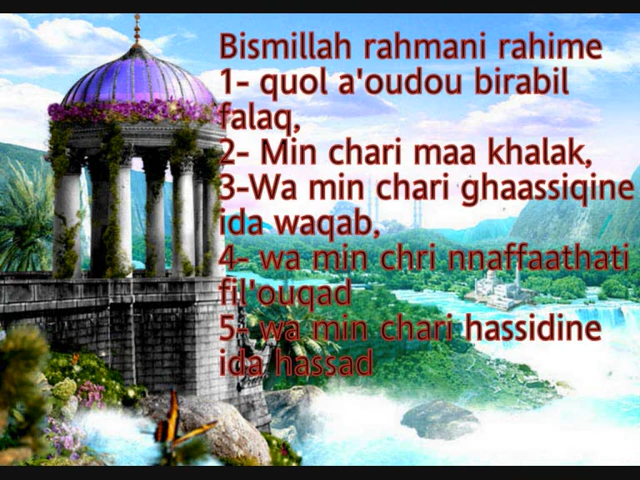 Bismillah rahmani rahime
1- quol a'oudou birabil
falaq,
2- Min chari maa khalak,
3-Wa min chari ghaassiqine
ida waqab,
4- wa min chri nnaffaathati
fil'ouqad
5- wa min chari hassidine
ida hassad